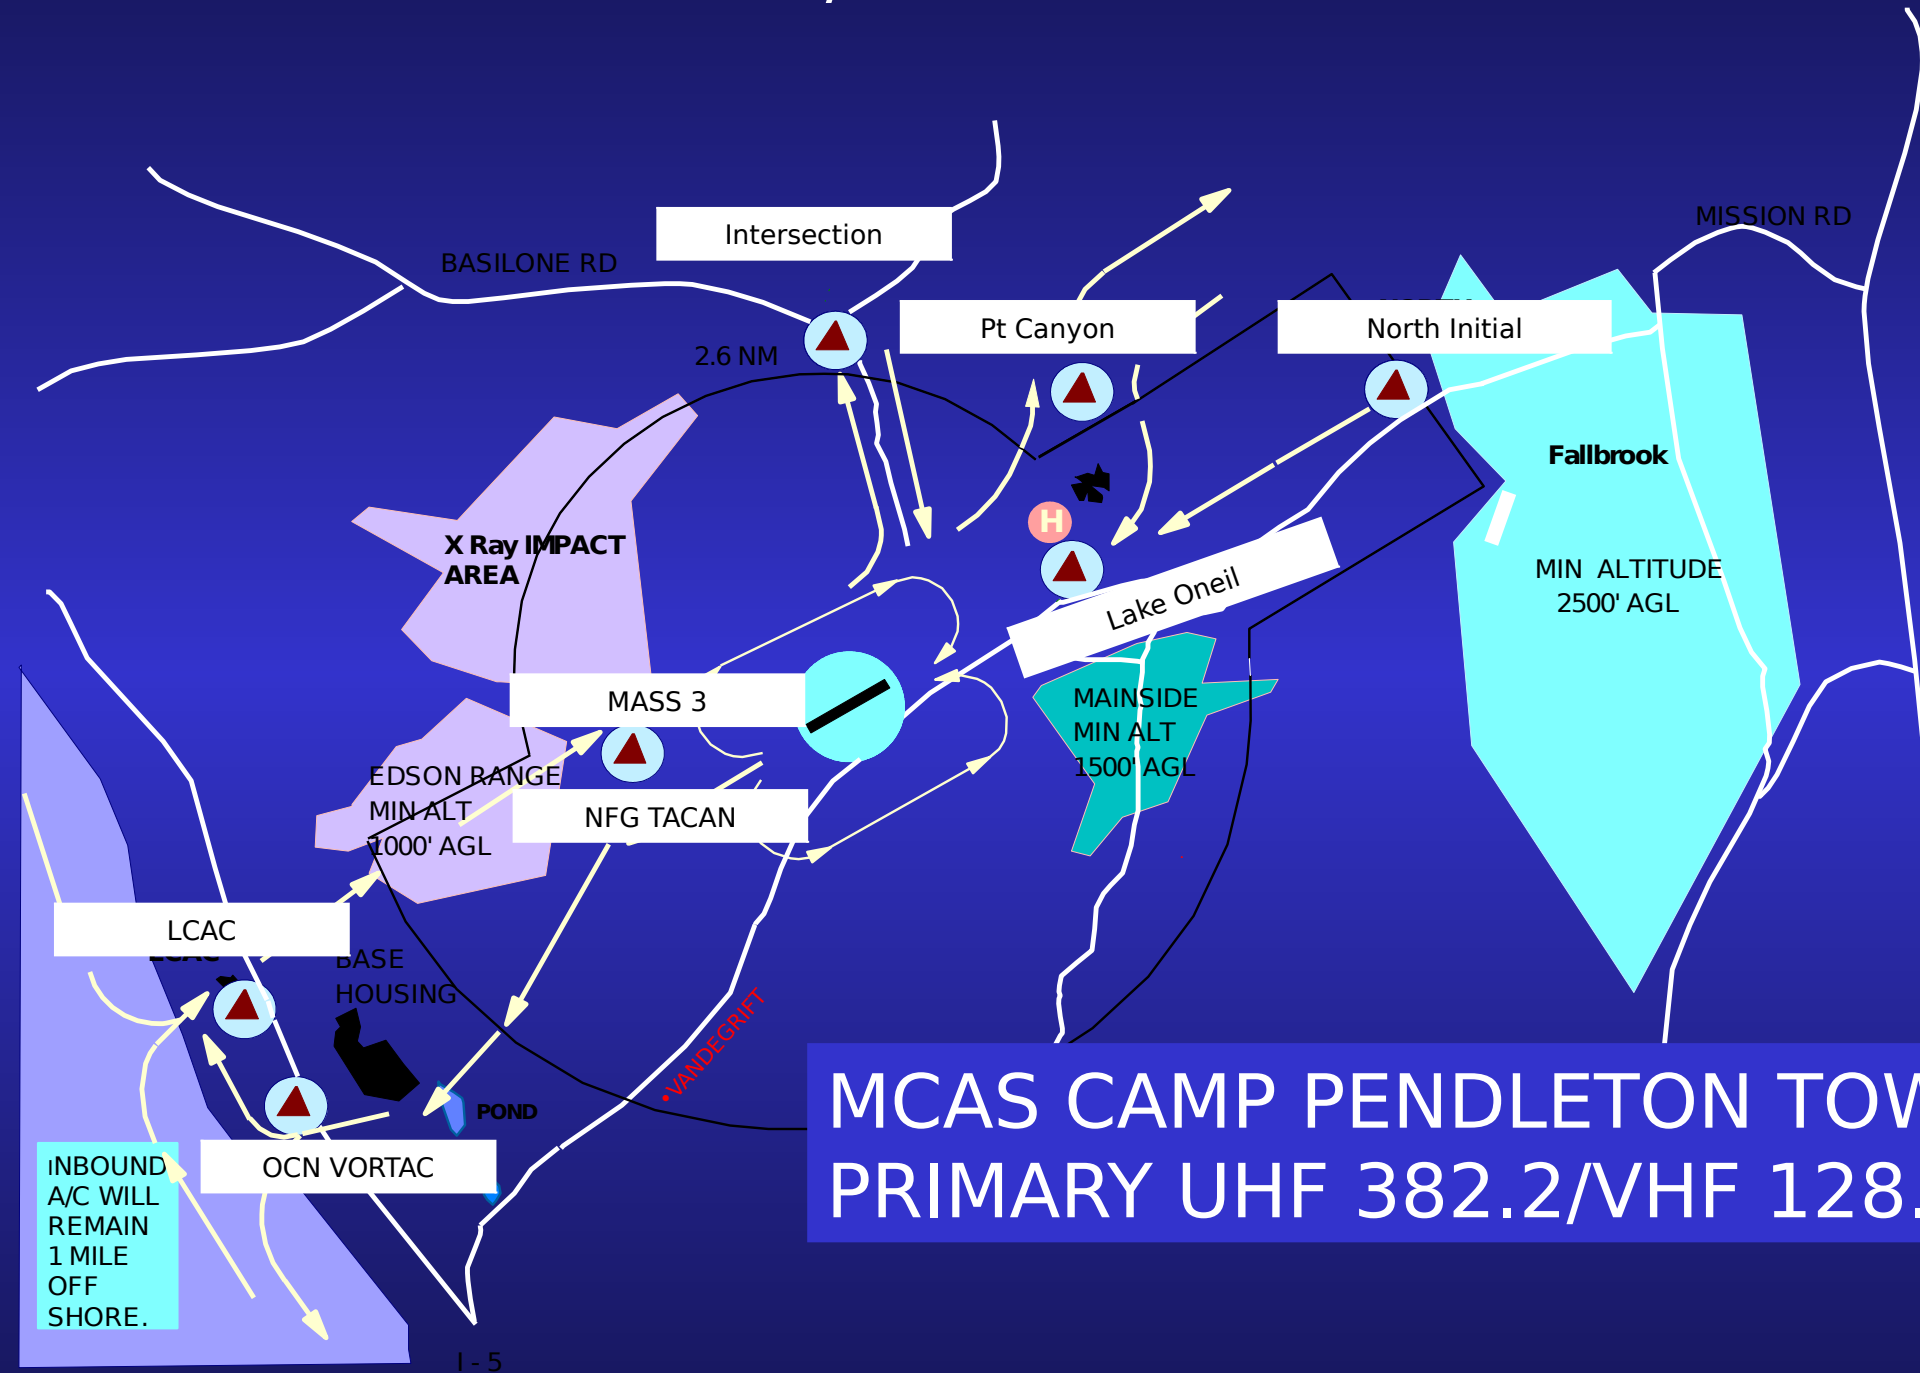 MISSION RD
Intersection
BASILONE RD
Pt Canyon
North Initial
2.6 NM
Fallbrook
H
X Ray IMPACT
AREA
MIN ALTITUDE
2500' AGL
Lake Oneil
MASS 3
MAINSIDE
MIN ALT
1500' AGL
EDSON RANGE
MIN ALT
1000' AGL
NFG TACAN
LCAC
LCAC
BASE
HOUSING
• VANDEGRIFT
POND
MCAS CAMP PENDLETON TOW
PRIMARY UHF 382.2/VHF 128.
OCN VORTAC
INBOUND
A/C WILL
REMAIN
1 MILE
OFF
SHORE.
I - 5